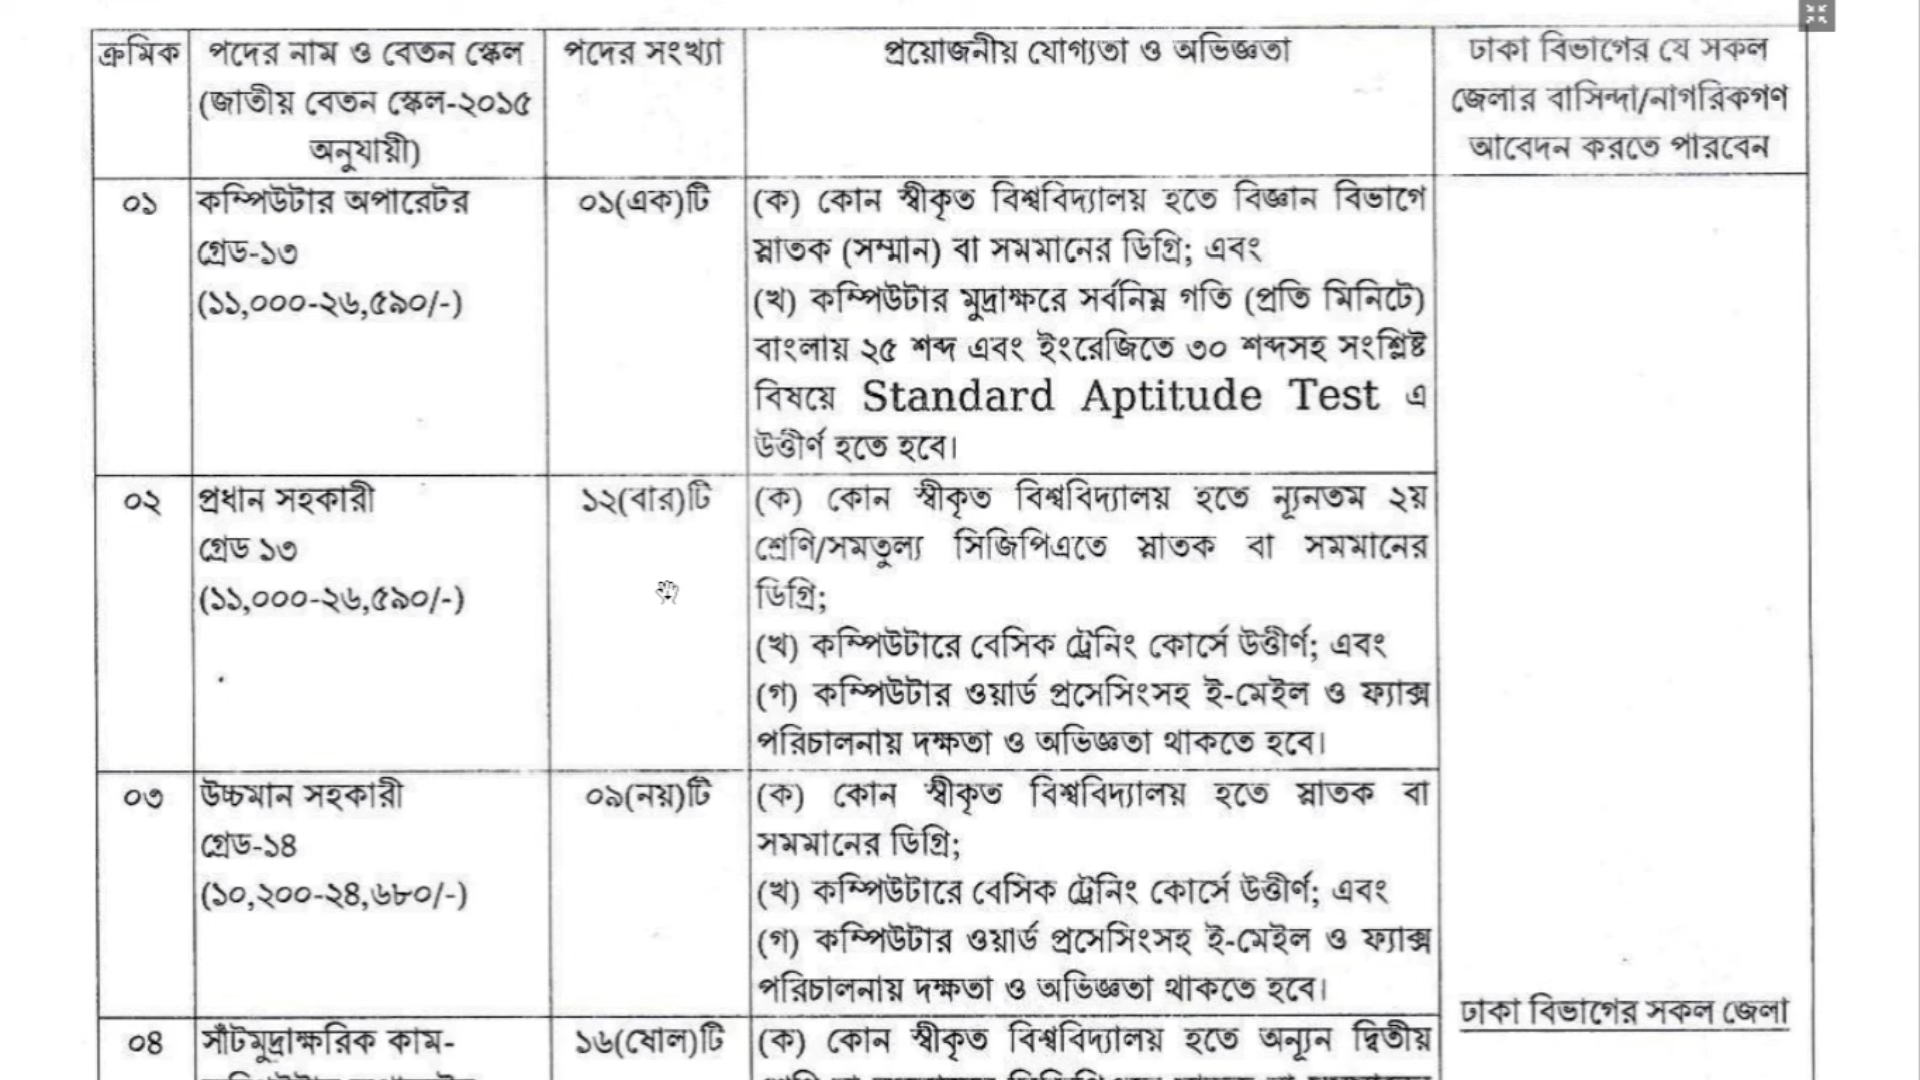 ক্রমিক
পদের নাম ও বেতন স্কেল
(জাতীয় বেতন স্কেল-২০১৫
অনুযায়ী)
পদের সংখ্যা
প্রয়োজনীয় যোগ্যতা ও অভিজ্ঞতা
ঢাকা বিভাগের যে সকল
জেলার বাসিন্দা/নাগরিকগণ
আবেদন করতে পারবেন
০১
কম্পিউটার অপারেটর
গ্রেড-১৩
(১১,০০০-২৬,৫৯০/-)
০১(এক)টি
(ক) কোন স্বীকৃত বিশ্ববিদ্যালয় হতে বিজ্ঞান বিভাগে
স্নাতক (সম্মান) বা সমমানের ডিগ্রি; এবং
(খ) কম্পিউটার মুদ্রাক্ষরে সর্বনিম্ন গতি (প্রতি মিনিটে)
বাংলায় ২৫ শব্দ এবং ইংরেজিতে ৩০ শব্দসহ সংশ্লিষ্ট
বিষয়ে Standard Aptitude Test এ
উত্তীর্ণ হতে হবে।
০২
প্রধান সহকারী
গ্রেড ১৩
(১১,০০০-২৬,৫৯০/-)
১২(বার)টি
(ক) কোন স্বীকৃত বিশ্ববিদ্যালয় হতে ন্যূনতম ২য়
শ্রেণি/সমতুল্য সিজিপিএতে স্নাতক বা সমমানের
ডিগ্রি;
(খ) কম্পিউটারে বেসিক ট্রেনিং কোর্সে উত্তীর্ণ; এবং
(গ) কম্পিউটার ওয়ার্ড প্রসেসিংসহ ই-মেইল ও ফ্যাক্স
পরিচালনায় দক্ষতা ও অভিজ্ঞতা থাকতে হবে।
০৩
উচ্চমান সহকারী
গ্রেড-১৪
(১০,২০০-২৪,৬৮০/-)
০৯(নয়)টি
(ক) কোন স্বীকৃত বিশ্ববিদ্যালয় হতে স্নাতক বা
সমমানের ডিগ্রি;
(খ) কম্পিউটারে বেসিক ট্রেনিং কোর্সে উত্তীর্ণ; এবং
(গ) কম্পিউটার ওয়ার্ড প্রসেসিংসহ ই-মেইল ও ফ্যাক্স
পরিচালনায় দক্ষতা ও অভিজ্ঞতা থাকতে হবে।
ঢাকা বিভাগের সকল জেলা
০৪
সাঁটমুদ্রাক্ষরিক কাম-
১৬(ষোল)টি
(ক) কোন স্বীকৃত বিশ্ববিদ্যালয় হতে অন্যূন দ্বিতীয়